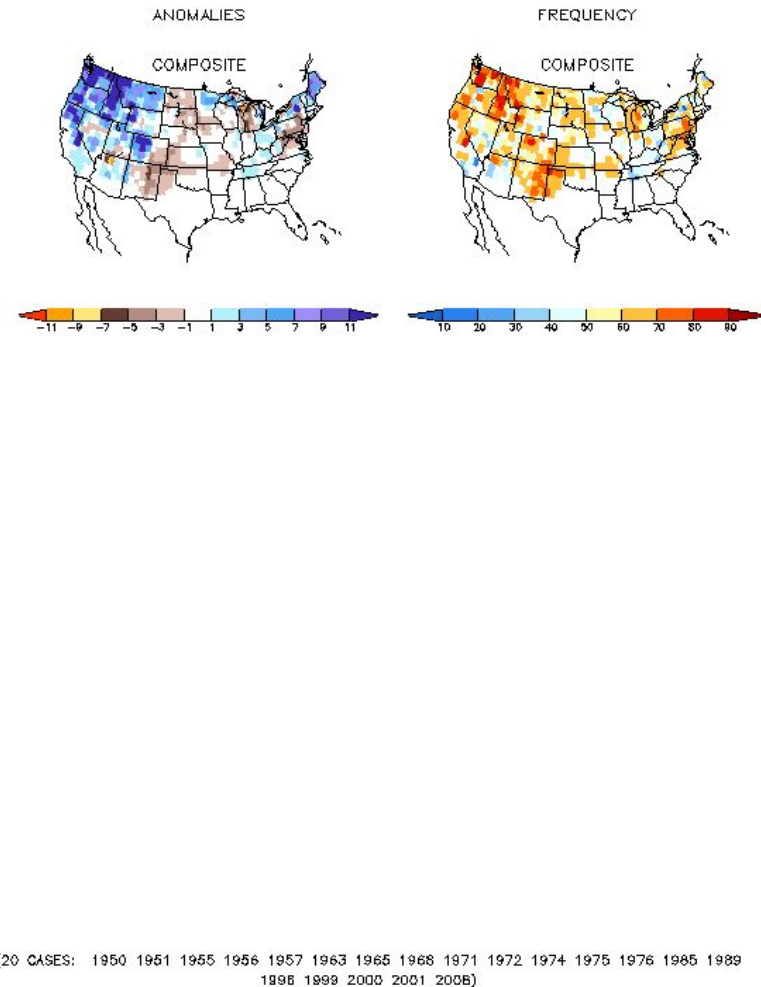 ANOMALIES
FREQUENCY
COMPOSITE
COMPOSITE
-11 -9 -7 -5 -3 -1 1 3 5 7 9 11
10 20 30 40 50 60 70 80 90
(20 CASES: 1950 1951 1955 1956 1957 1963 1965 1968 1971 1972 1974 1975 1976 1985 1989
1996 1999 2000 2001 2008)